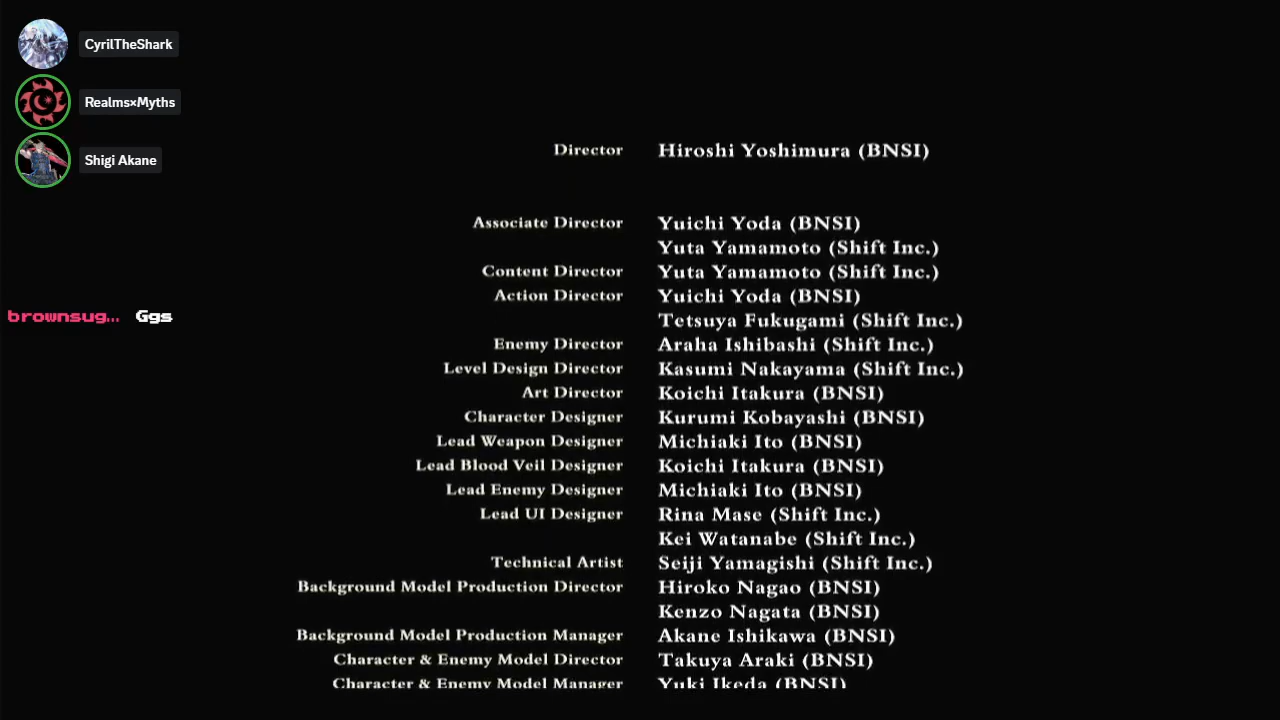 CyrilTheShark
Realms×Myths
Shigi Akane
Director Hiroshi Yoshimura (BNSI)
Associate Director Yuichi Yoda (BNSI)
Yuta Yamamoto (Shift Inc.)
Content Director Yuta Yamamoto (Shift Inc.)
Action Director Yuichi Yoda (BNSI)
brownsug... Ggs
Tetsuya Fukugami (Shift Inc.)
Enemy Director Araha Ishibashi (Shift Inc.)
Level Design Director Kasumi Nakayama (Shift Inc.)
Art Director Koichi Itakura (BNSI)
Character Designer Kurumi Kobayashi (BNSI)
Lead Weapon Designer Michiaki Ito (BNSI)
Lead Blood Veil Designer Koichi Itakura (BNSI)
Lead Enemy Designer Michiaki Ito (BNSI)
Lead UI Designer Rina Mase (Shift Inc.)
Kei Watanabe (Shift Inc.)
Technical Artist Seiji Yamagishi (Shift Inc.)
Background Model Production Director Hiroko Nagao (BNSI)
Kenzo Nagata (BNSI)
Background Model Production Manager Akane Ishikawa (BNSI)
Character & Enemy Model Director Takuya Araki (BNSI)
Character & Enemy Model Manager Yuki Ikeda (BNSI)